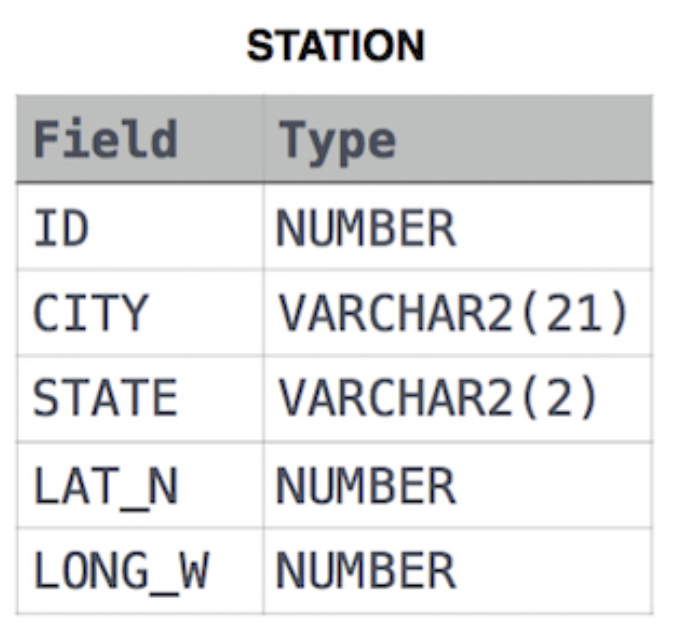 STATION
Field Type
ID NUMBER
CITY VARCHAR2(21)
STATE VARCHAR2(2)
LAT_N NUMBER
LONG_W NUMBER